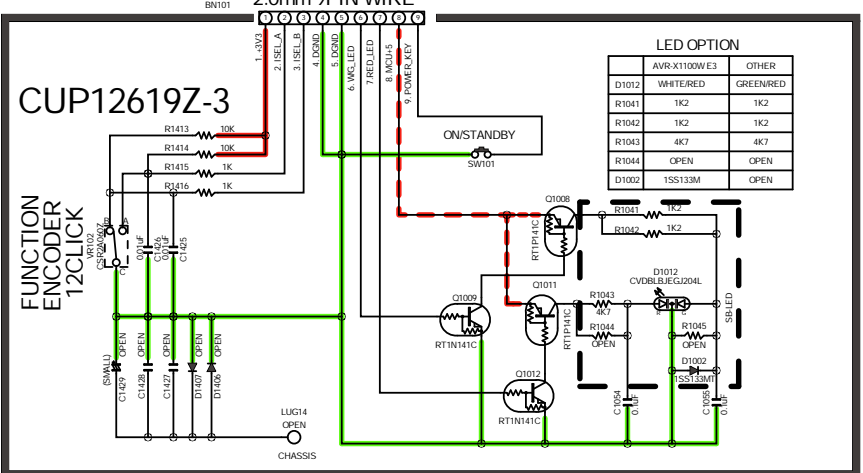 BN101
2.0mm 9 PIN WIRE
1 2 3 4 5 6 7 8 9
1. +3V3
2. ISEL_A
3. ISEL_B
4. DGND
5. DGND
6. W/G_LED
7.RED_LED
8. MCU+5
9. POWER_KEY
LED OPTION
AVR-X1100W E3 OTHER
D1012 WHITE/RED GREEN/RED
R1041 1K2 1K2
R1042 1K2 1K2
R1043 4K7 4K7
R1044 OPEN OPEN
D1002 1SS133M OPEN
CUP12619Z-3
R1413 10K
R1414 10K
R1415 1K
R1416 1K
ON/STANDBY
SW101
FUNCTION
ENCODER
12CLICK
VR102
B A
C
0.01uF
C1426
0.01uF
C1425
Q1008
RT1P141C
R1041 1K2
R1042 1K2
D1012
CVDBLBJEGJ204L
R G
SB-LED
Q1009
RT1N141C
Q1011
RT1P141C
R1043
4K7
R1044
OPEN
R1045
OPEN
D1002
1SS133MT
Q1012
RT1N141C
C1054
0.1uF
C1055
0.1uF
(SMALL)
C1429
OPEN
C1428
OPEN
C1427
OPEN
D1407
OPEN
D1406
OPEN
LUG14
OPEN
CHASSIS